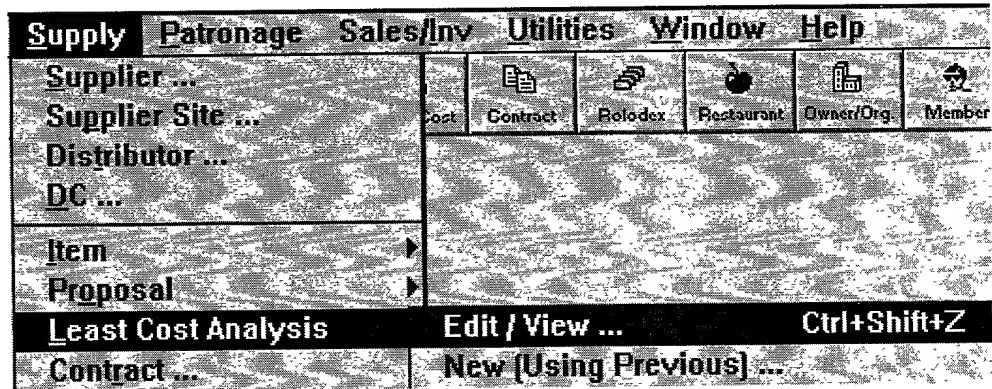 Supply Patronage Sales/Inv Utilities Window Help
Supplier ...
Supplier Site ...
Distributor ...
DC ...
Item
Proposal
Least Cost Analysis
Contract ...
Cost Contract Rolodex Restaurant Owner/Org. Member
Edit / View ... Ctrl+Shift+Z
New (Using Previous) ...